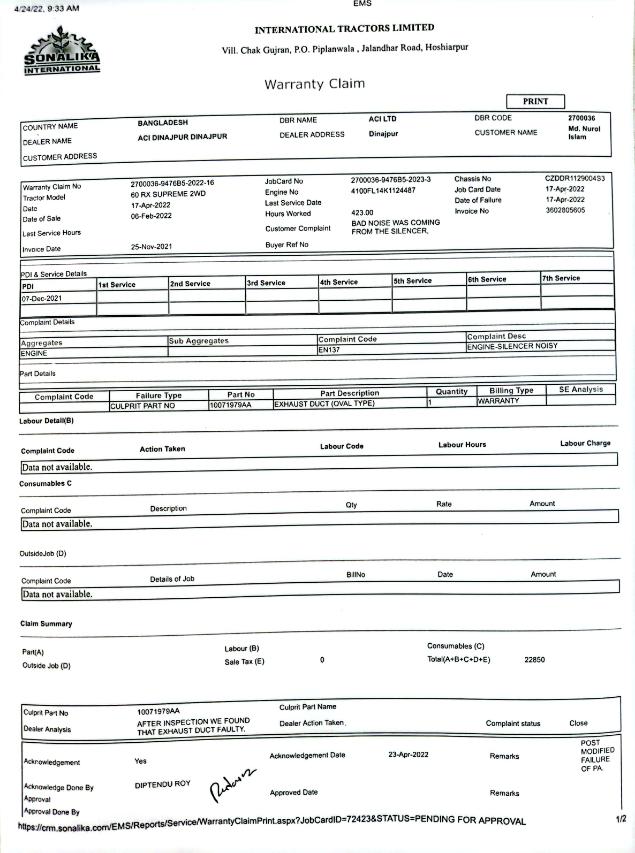 4/24/22, 9:33 AM
EMS
SONALIKA
INTERNATIONAL
INTERNATIONAL TRACTORS LIMITED
Vill. Chak Gujran, P.O. Piplanwala , Jalandhar Road, Hoshiarpur
Warranty Claim
PRINT
COUNTRY NAME BANGLADESH DBR NAME ACI LTD DBR CODE 2700036
DEALER NAME ACI DINAJPUR DINAJPUR DEALER ADDRESS Dinajpur CUSTOMER NAME Md. Nurol Islam
CUSTOMER ADDRESS
Warranty Claim No 2700036-9476B5-2022-16 JobCard No 2700036-9476B5-2023-3 Chassis No CZDDR1129004S3
Tractor Model 60 RX SUPREME 2WD Engine No 4100FL14K1124487 Job Card Date 17-Apr-2022
Date 17-Apr-2022 Last Service Date Date of Failure 17-Apr-2022
Date of Sale 06-Feb-2022 Hours Worked 423.00 Invoice No 3602805605
Last Service Hours Customer Complaint BAD NOISE WAS COMING FROM THE SILENCER,
Invoice Date 25-Nov-2021 Buyer Ref No
PDI & Service Details
PDI 1st Service 2nd Service 3rd Service 4th Service 5th Service 6th Service 7th Service
07-Dec-2021
Complaint Details
Aggregates Sub Aggregates Complaint Code Complaint Desc
ENGINE EN137 ENGINE-SILENCER NOISY
Part Details
Complaint Code Failure Type Part No Part Description Quantity Billing Type SE Analysis
CULPRIT PART NO 10071979AA EXHAUST DUCT (OVAL TYPE) 1 WARRANTY
Labour Detail(B)
Complaint Code Action Taken Labour Code Labour Hours Labour Charge
Data not available.
Consumables C
Complaint Code Description Qty Rate Amount
Data not available.
OutsideJob (D)
Complaint Code Details of Job BillNo Date Amount
Data not available.
Claim Summary
Part(A) Labour (B) Consumables (C)
Outside Job (D) Sale Tax (E) 0 Total(A+B+C+D+E) 22850
Culprit Part No 10071979AA Culprit Part Name
Dealer Analysis AFTER INSPECTION WE FOUND THAT EXHAUST DUCT FAULTY. Dealer Action Taken. Complaint status Close
Acknowledgement Yes Acknowledgement Date 23-Apr-2022 Remarks POST MODIFIED FAILURE OF PA.
Acknowledge Done By DIPTENDU ROY
Approval Approved Date Remarks
Approval Done By
https://crm.sonalika.com/EMS/Reports/Service/WarrantyClaimPrint.aspx?JobCardID=72423&STATUS=PENDING FOR APPROVAL
1/2